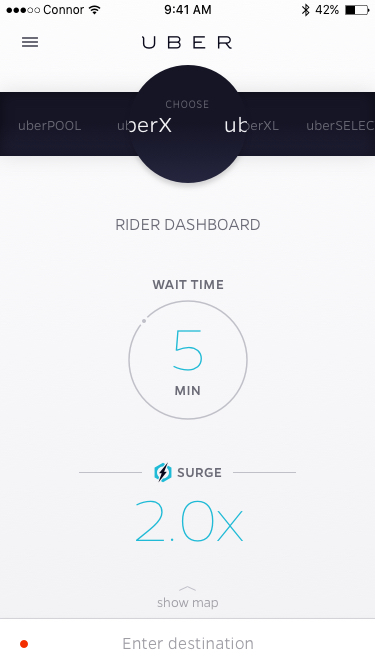 Connor 9:41 AM 42%
UBER
CHOOSE
uberPOOL uberX uberXL uberSELEC
RIDER DASHBOARD
WAIT TIME
5
MIN
SURGE
2.0x
show map
Enter destination